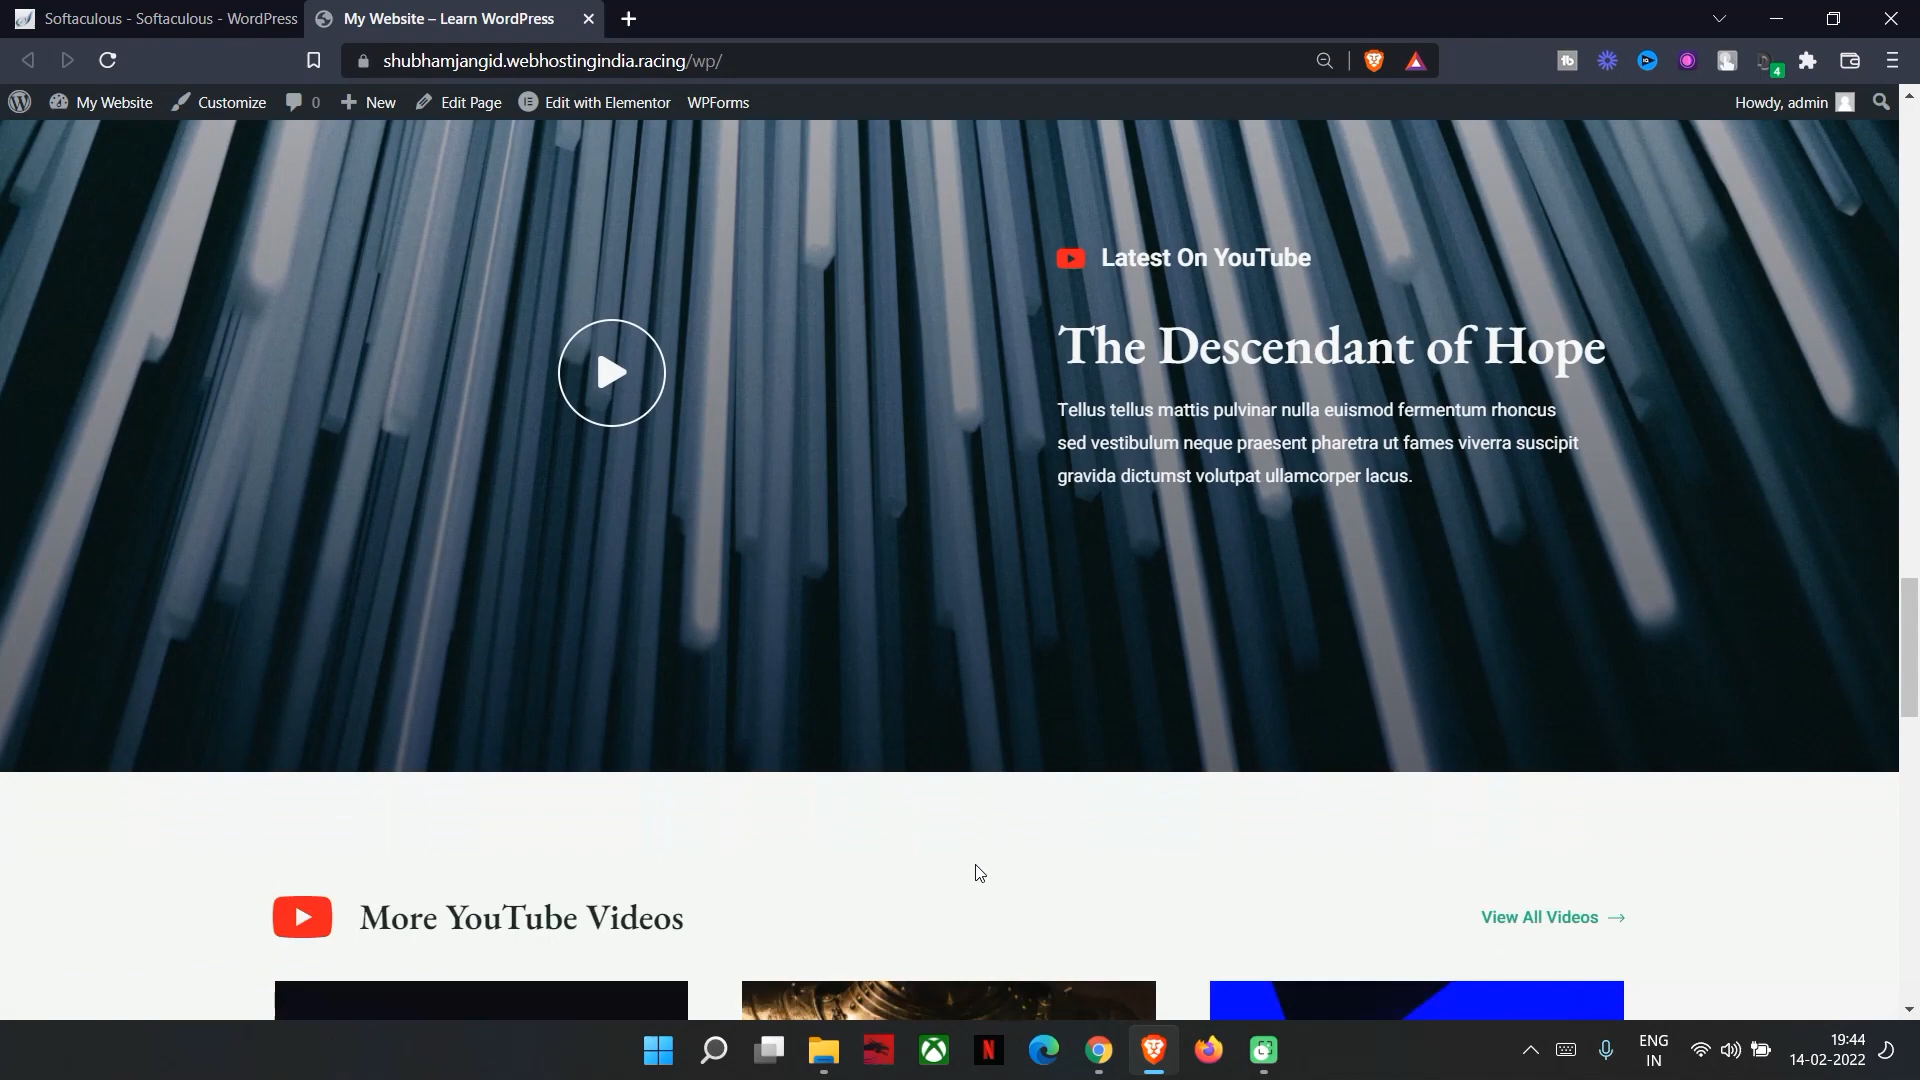 Softaculous - Softaculous - WordPress
My Website – Learn WordPress
shubhamjangid.webhostingindia.racing/wp/
4
My Website
Customize
0
New
Edit Page
Edit with Elementor
WPForms
Howdy, admin
Latest On YouTube
The Descendant of Hope
Tellus tellus mattis pulvinar nulla euismod fermentum rhoncus
sed vestibulum neque praesent pharetra ut fames viverra suscipit
gravida dictumst volutpat ullamcorper lacus.
More YouTube Videos
View All Videos →
ENG
IN
19:44
14-02-2022